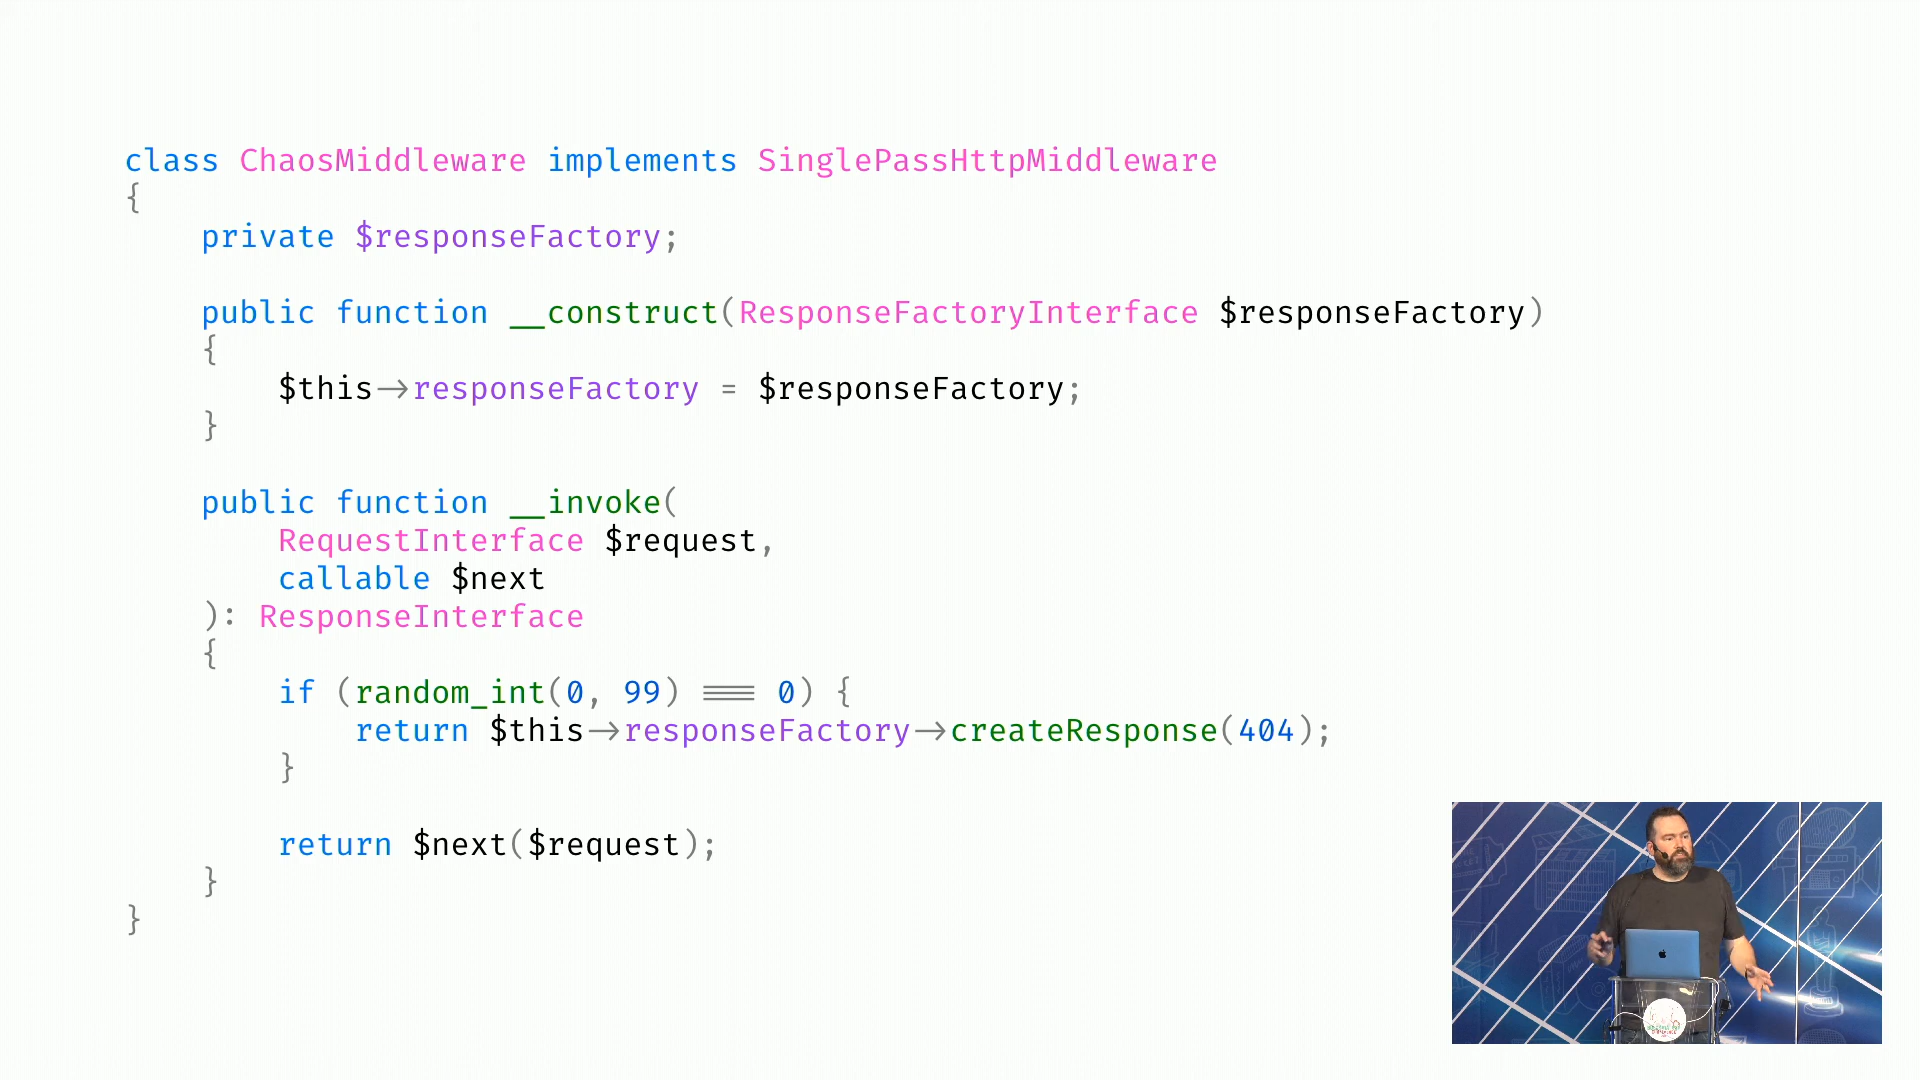 class ChaosMiddleware implements SinglePassHttpMiddleware
{
    private $responseFactory;

    public function __construct(ResponseFactoryInterface $responseFactory)
    {
        $this->responseFactory = $responseFactory;
    }

    public function __invoke(
        RequestInterface $request,
        callable $next
    ): ResponseInterface
    {
        if (random_int(0, 99) === 0) {
            return $this->responseFactory->createResponse(404);
        }

        return $next($request);
    }
}